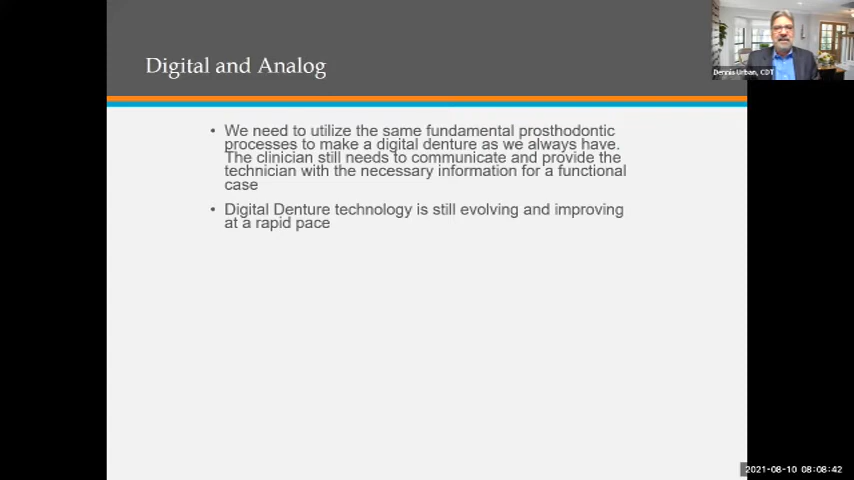 Digital and Analog
Dennis Urban, CDT
• We need to utilize the same fundamental prosthodontic
processes to make a digital denture as we always have.
The clinician still needs to communicate and provide the
technician with the necessary information for a functional
case
• Digital Denture technology is still evolving and improving
at a rapid pace
2021-08-10 08:08:42